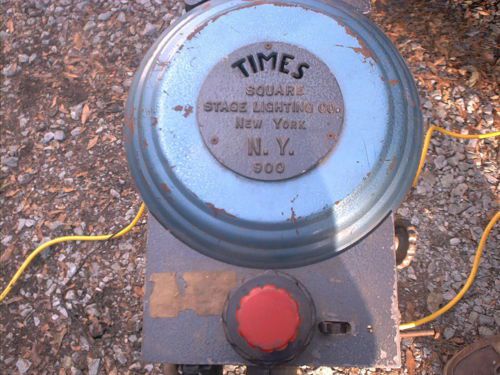 TIMES
SQUARE
STAGE LIGHTING CO.
NEW YORK
N. Y.
900